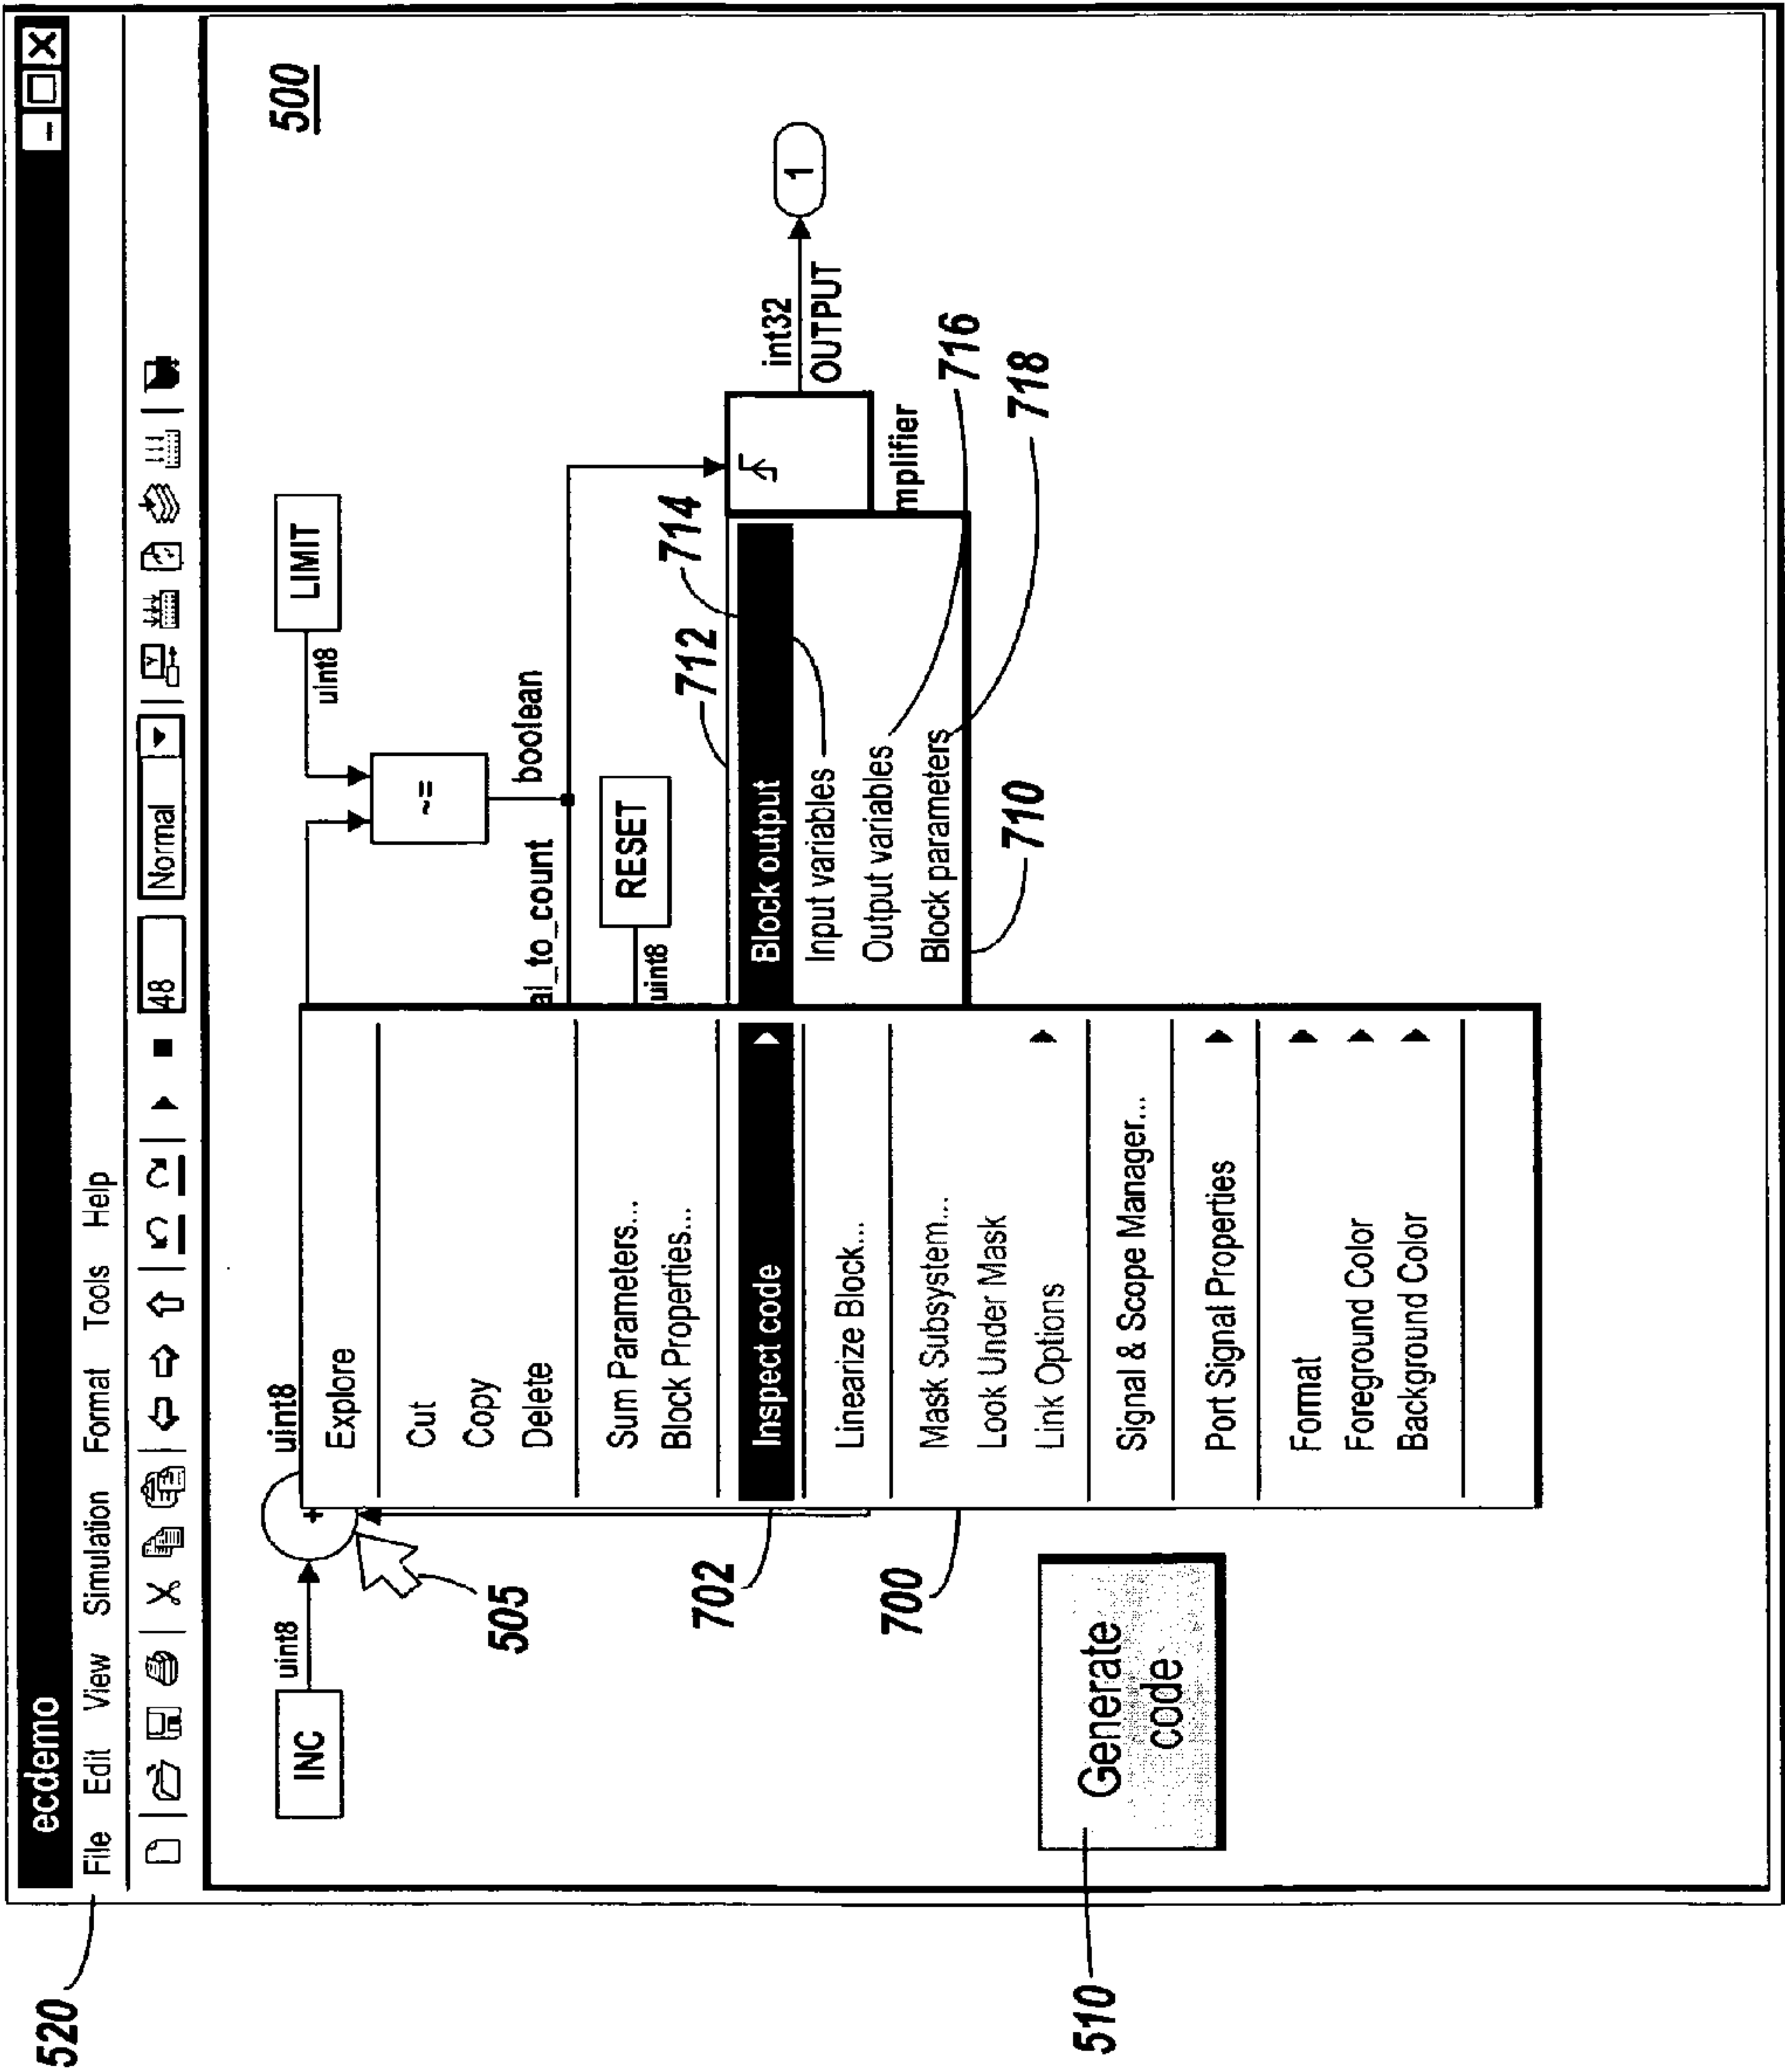 520
ecdemo
File Edit View Simulation Format Tools Help
48
Normal
500
INC
uint8
+
uint8
505
LIMIT
uint8
~=
boolean
al_to_count
RESET
uint8
Explore
Cut
Copy
Delete
Sum Parameters...
Block Properties...
Inspect code
Linearize Block...
Mask Subsystem...
Look Under Mask
Link Options
Signal & Scope Manager...
Port Signal Properties
Format
Foreground Color
Background Color
702
700
712
714
Block output
Input variables
Output variables
Block parameters
710
mplifier
716
718
int32
OUTPUT
1
Generate
code
510